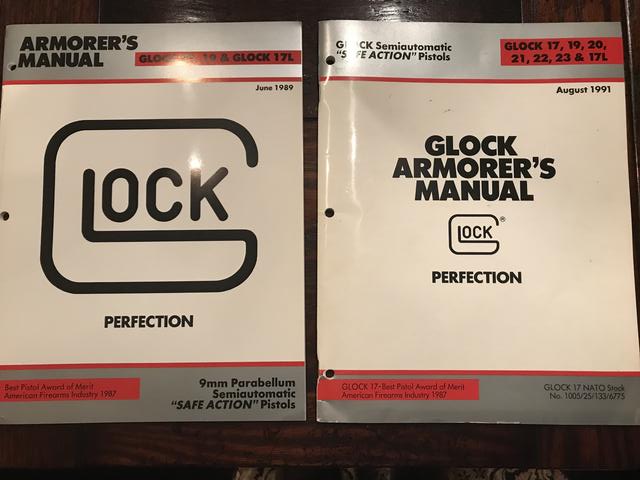 ARMORER'S
MANUAL
GLOCK 19 & GLOCK 17L
June 1989
GLOCK
PERFECTION
Best Pistol Award of Merit
American Firearms Industry 1987
9mm Parabellum
Semiautomatic
"SAFE ACTION" Pistols
GLOCK Semiautomatic
"SAFE ACTION" Pistols
GLOCK 17, 19, 20,
21, 22, 23 & 17L
August 1991
GLOCK
ARMORER'S
MANUAL
GLOCK®
PERFECTION
GLOCK 17-Best Pistol Award of Merit
American Firearms Industry 1987
GLOCK 17 NATO Stock
No. 1005/25/133/6775